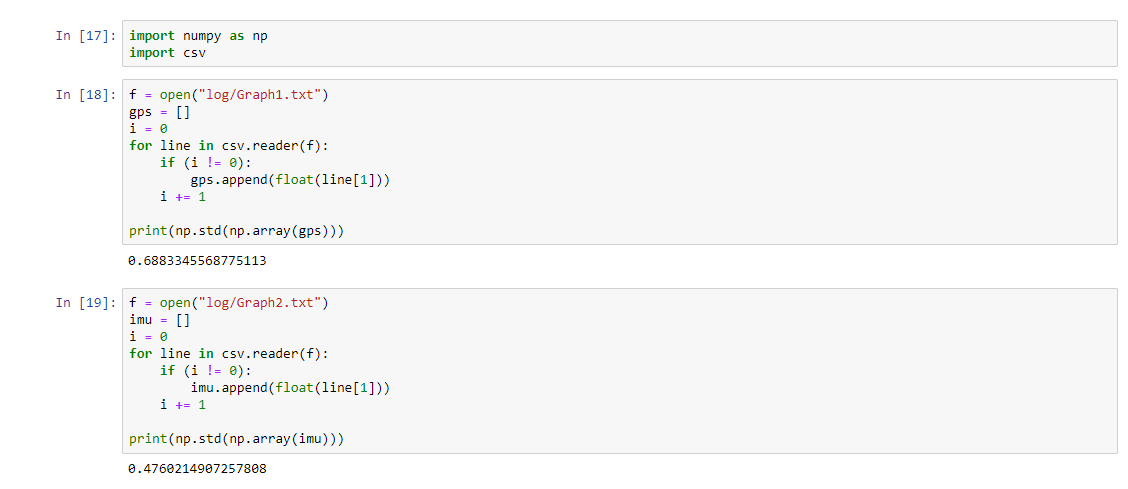 In [17]: import numpy as np
import csv
In [18]: f = open("log/Graph1.txt")
gps = []
i = 0
for line in csv.reader(f):
    if (i != 0):
        gps.append(float(line[1]))
    i += 1
print(np.std(np.array(gps)))
0.6883345568775113
In [19]: f = open("log/Graph2.txt")
imu = []
i = 0
for line in csv.reader(f):
    if (i != 0):
        imu.append(float(line[1]))
    i += 1
print(np.std(np.array(imu)))
0.4760214907257808